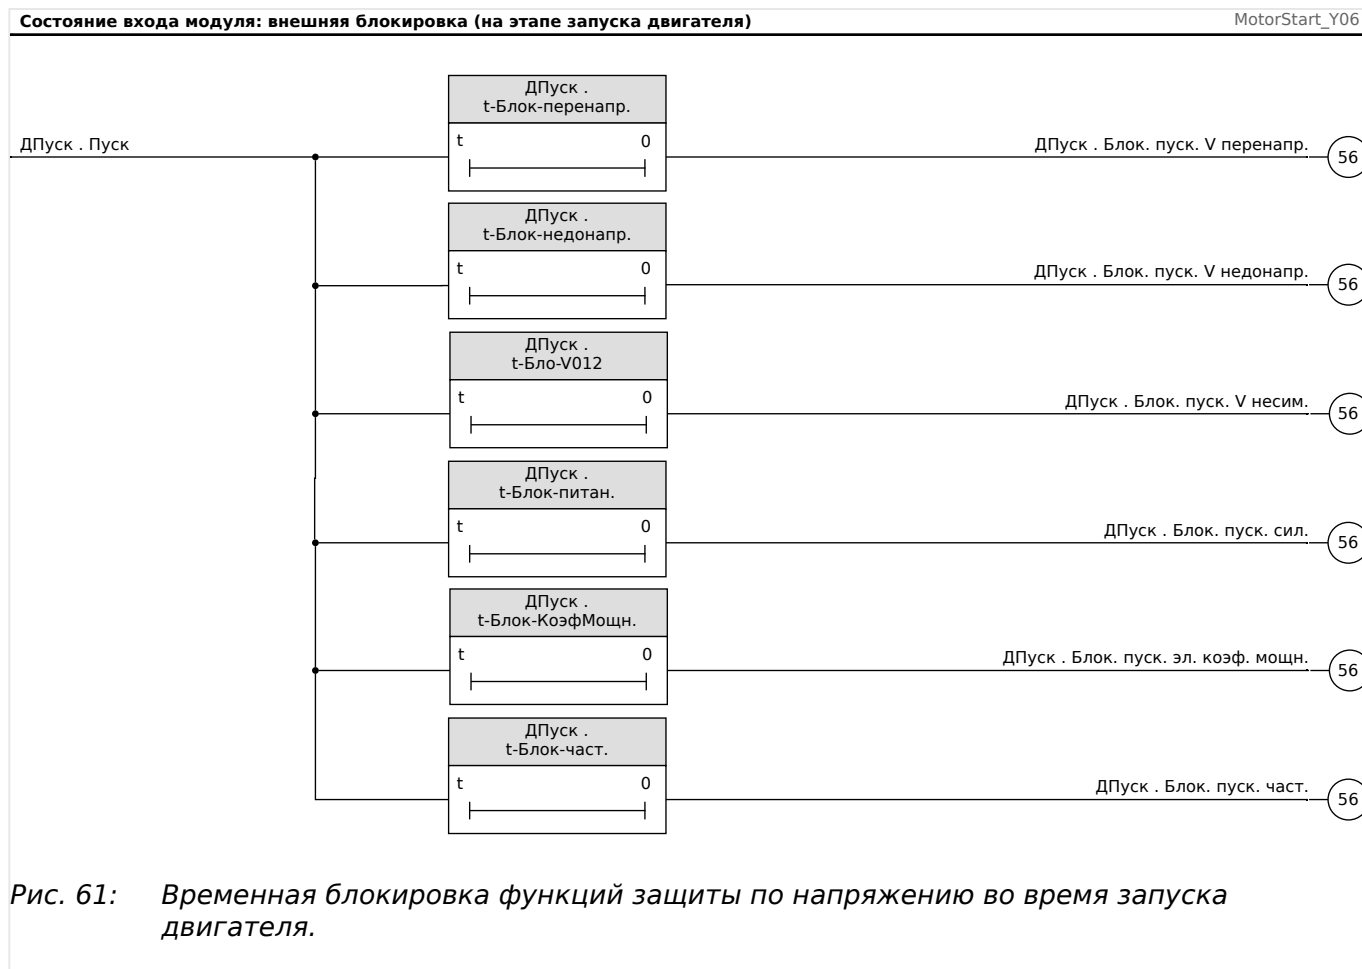 Состояние входа модуля: внешняя блокировка (на этапе запуска двигателя)
MotorStart_Y06
ДПуск . Пуск
ДПуск .
t-Блок-перенапр.
t
0
ДПуск . Блок. пуск. V перенапр.
56
ДПуск .
t-Блок-недонапр.
t
0
ДПуск . Блок. пуск. V недонапр.
56
ДПуск .
t-Бло-V012
t
0
ДПуск . Блок. пуск. V несим.
56
ДПуск .
t-Блок-питан.
t
0
ДПуск . Блок. пуск. сил.
56
ДПуск .
t-Блок-КоэфМощн.
t
0
ДПуск . Блок. пуск. эл. коэф. мощн.
56
ДПуск .
t-Блок-част.
t
0
ДПуск . Блок. пуск. част.
56
Рис. 61: Временная блокировка функций защиты по напряжению во время запуска
двигателя.